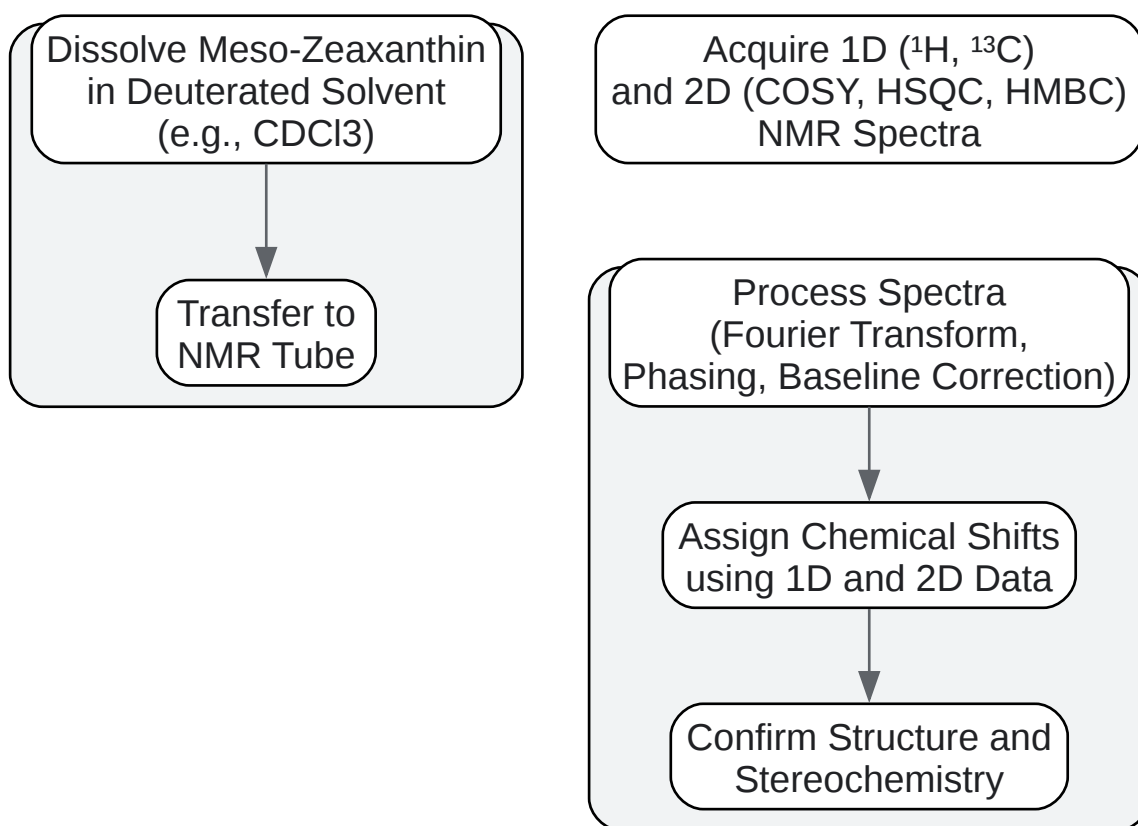 Dissolve Meso-Zeaxanthin
in Deuterated Solvent
(e.g., CDCl3)
Transfer to
NMR Tube
Acquire 1D (¹H, ¹³C)
and 2D (COSY, HSQC, HMBC)
NMR Spectra
Process Spectra
(Fourier Transform,
Phasing, Baseline Correction)
Assign Chemical Shifts
using 1D and 2D Data
Confirm Structure and
Stereochemistry